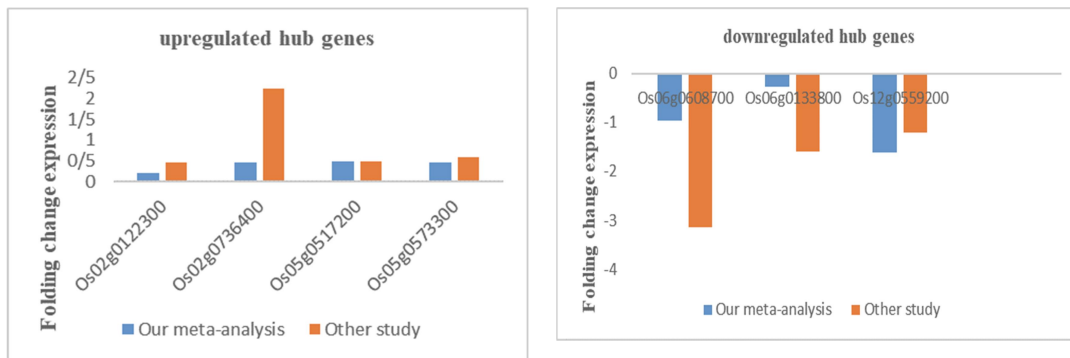 upregulated hub genes
Folding change expression
2/5
2
1/5
1
0/5
0
Os02g0122300
Os02g0736400
Os05g0517200
Os05g0573300
Our meta-analysis
Other study
downregulated hub genes
Folding change expression
0
-1
-2
-3
-4
Os06g0608700
Os06g0133800
Os12g0559200
Our meta-analysis
Other study